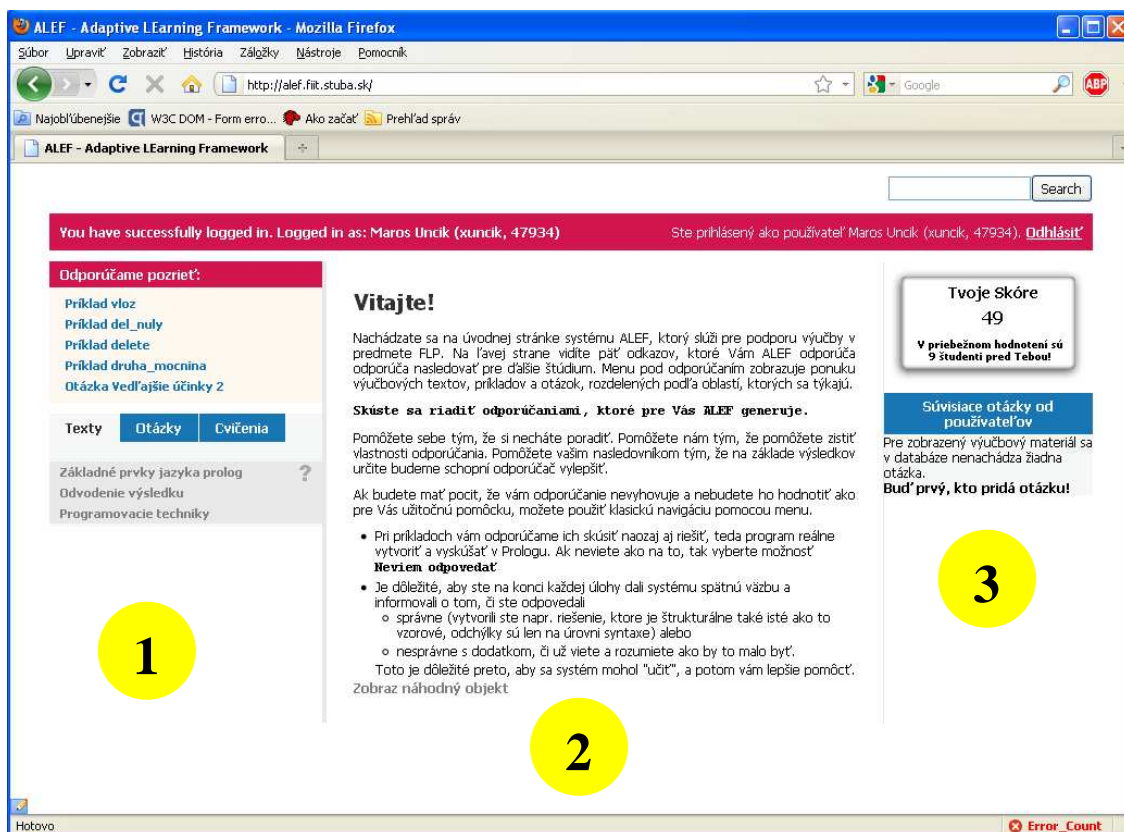 ALEF - Adaptive LEarning Framework - Mozilla Firefox
Súbor Upraviť Zobraziť História Záložky Nástroje Pomocník
http://alef.fiit.stuba.sk/
Google
ABP
Najobľúbenejšie W3C DOM - Form erro... Ako začať Prehľad správ
ALEF - Adaptive LEarning Framework
Search
You have successfully logged in. Logged in as: Maros Uncik (xuncik, 47934) Ste prihlásený ako používateľ Maros Uncik (xuncik, 47934). Odhlásiť
Odporúčame pozrieť:
Príklad vloz
Príklad del_nuly
Príklad delete
Príklad druha_mocnina
Otázka Vedľajšie účinky 2
Texty Otázky Cvičenia
Základné prvky jazyka prolog ?
Odvodenie výsledku
Programovacie techniky
1
Vitajte!
Nachádzate sa na úvodnej stránke systému ALEF, ktorý slúži pre podporu výučby v
predmete FLP. Na ľavej strane vidíte päť odkazov, ktoré Vám ALEF odporúča
odporúča nasledovať pre ďalšie štúdium. Menu pod odporúčaním zobrazuje ponuku
výučbových textov, príkladov a otázok, rozdelených podľa oblastí, ktorých sa týkajú.
Skúste sa riadiť odporúčaniami, ktoré pre Vás ALEF generuje.
Pomôžete sebe tým, že si necháte poradiť. Pomôžete nám tým, že pomôžete zistiť
vlastnosti odporúčania. Pomôžete vašim nasledovníkom tým, že na základe výsledkov
určite budeme schopní odporúčač vylepšiť.
Ak budete mať pocit, že vám odporúčanie nevyhovuje a nebudete ho hodnotiť ako
pre Vás užitočnú pomôcku, možete použiť klasickú navigáciu pomocou menu.
• Pri príkladoch vám odporúčame ich skúsiť naozaj aj riešiť, teda program reálne
vytvoriť a vyskúšať v Prologu. Ak neviete ako na to, tak vyberte možnosť
Neviem odpovedať
• Je dôležité, aby ste na konci každej úlohy dali systému spätnú väzbu a
informovali o tom, či ste odpovedali
o správne (vytvorili ste napr. riešenie, ktore je štrukturálne také isté ako to
vzorové, odchýlky sú len na úrovni syntaxe) alebo
o nesprávne s dodatkom, či už viete a rozumiete ako by to malo byť.
Toto je dôležité preto, aby sa systém mohol "učiť", a potom vám lepšie pomôcť.
Zobraz náhodný objekt
2
Tvoje Skóre
49
V priebežnom hodnotení sú
9 študenti pred Tebou!
Súvisiace otázky od
používateľov
Pre zobrazený výučbový materiál sa
v databáze nenachádza žiadna
otázka.
Buď prvý, kto pridá otázku!
3
Hotovo
Error_Count